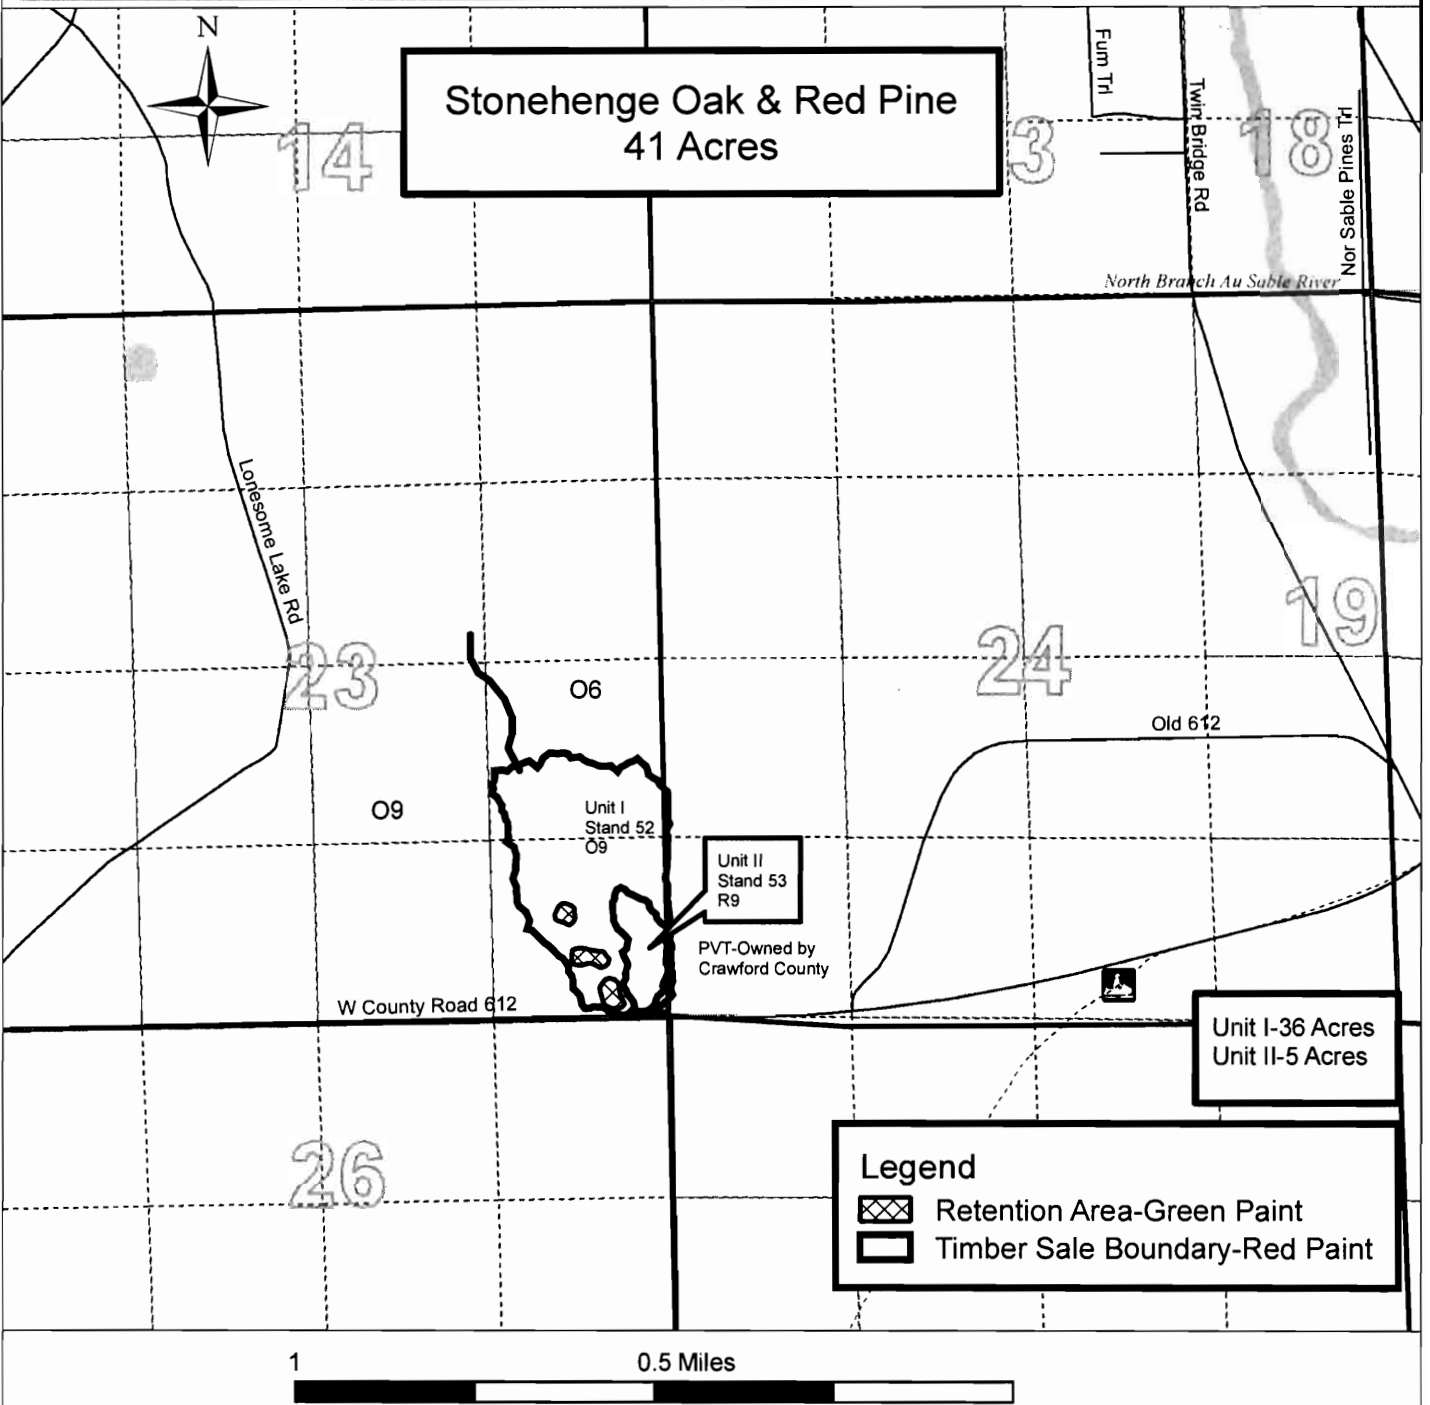 N
Stonehenge Oak & Red Pine
41 Acres
14
3
18
Fum Trl
Twin Bridge Rd
Nor Sable Pines Trl
North Branch Au Sable River
Lonesome Lake Rd
19
23
24
O6
Old 612
O9
Unit I
Stand 52
O9
Unit II
Stand 53
R9
PVT-Owned by
Crawford County
W County Road 612
Unit I-36 Acres
Unit II-5 Acres
26
Legend
Retention Area-Green Paint
Timber Sale Boundary-Red Paint
1
0.5 Miles